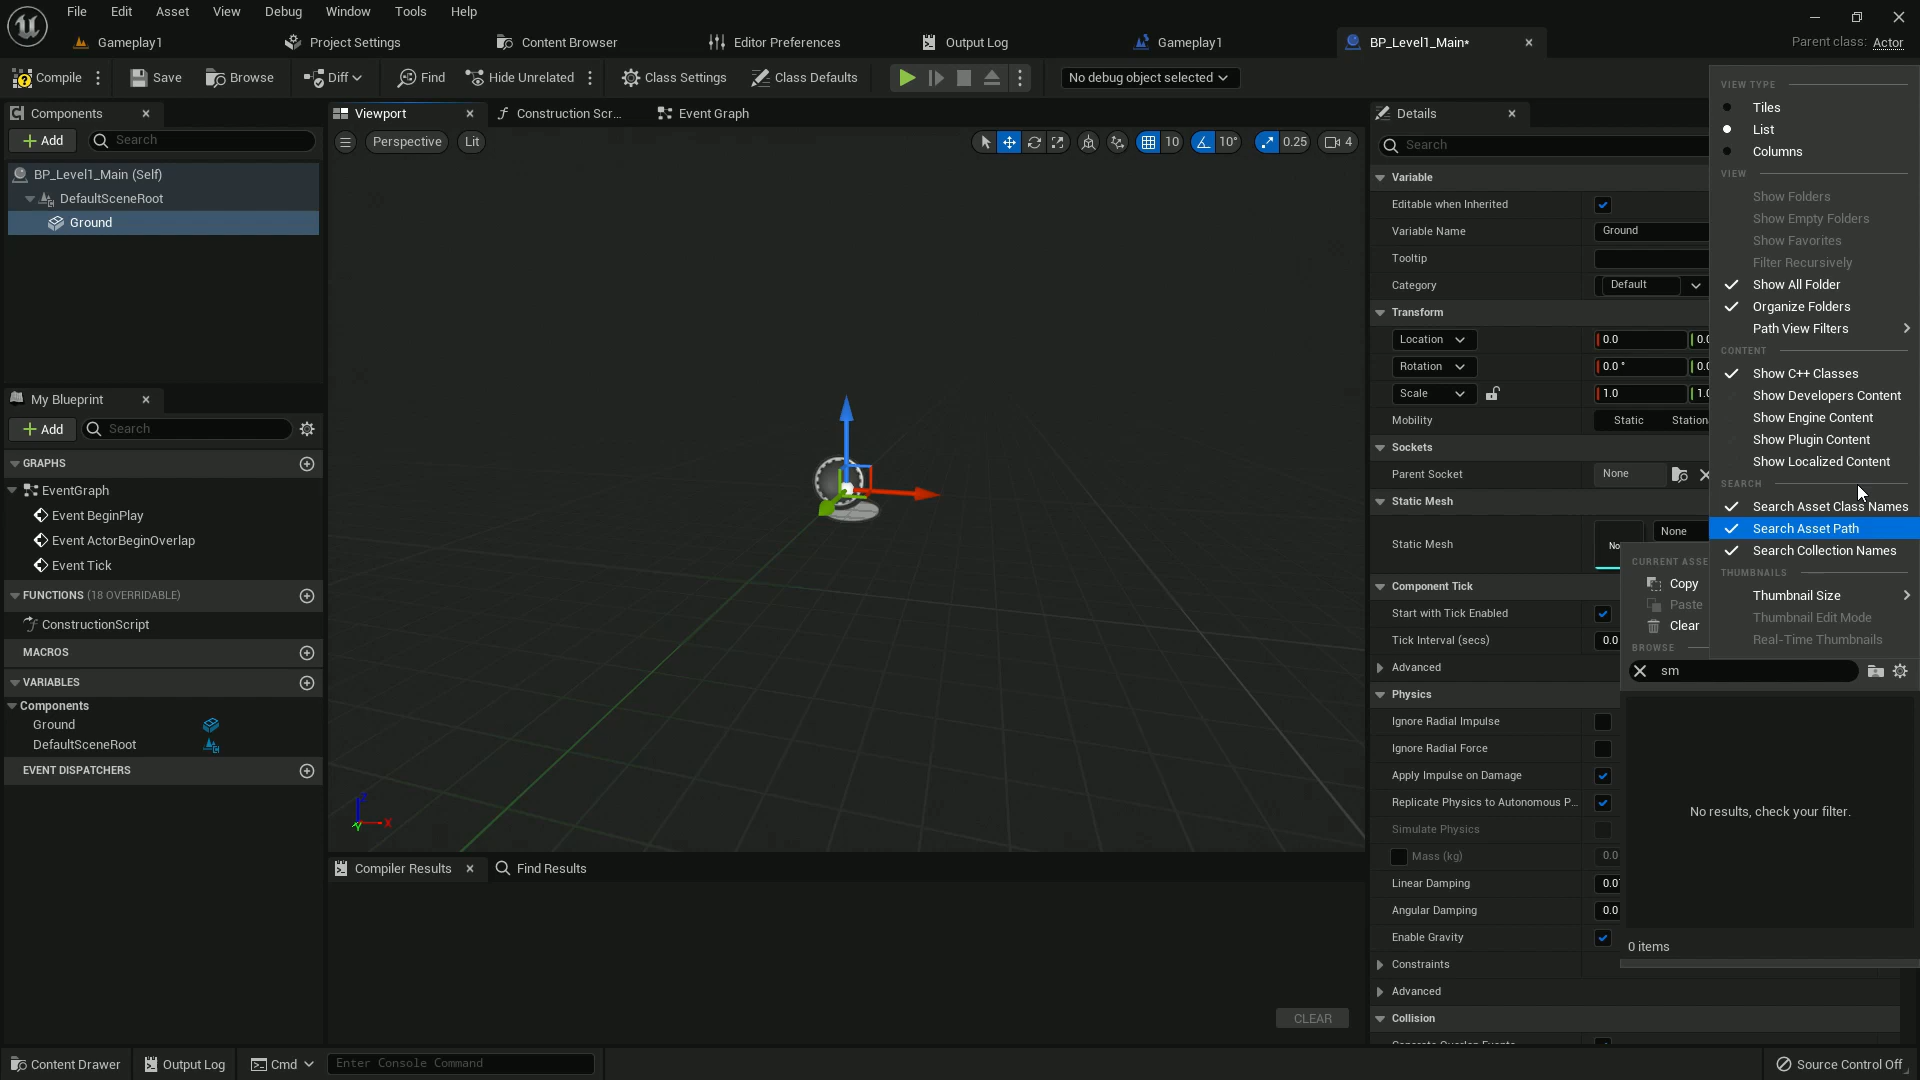 File Edit Asset View Debug Window Tools Help
Gameplay1 Project Settings Content Browser Editor Preferences Output Log Gameplay1 BP_Level1_Main* Parent class: Actor
Compile Save Browse Diff Find Hide Unrelated Class Settings Class Defaults No debug object selected
Components
Add Search
BP_Level1_Main (Self)
DefaultSceneRoot
Ground
My Blueprint
Add Search
GRAPHS
EventGraph
Event BeginPlay
Event ActorBeginOverlap
Event Tick
FUNCTIONS (18 OVERRIDABLE)
ConstructionScript
MACROS
VARIABLES
Components
Ground
DefaultSceneRoot
EVENT DISPATCHERS
Viewport Construction Scr... Event Graph
Perspective Lit 10 10° 0.25 4
Z
X
Y
Compiler Results Find Results
CLEAR
Details
Search
Variable
Editable when Inherited
Variable Name Ground
Tooltip
Category Default
Transform
Location 0.0 0.0
Rotation 0.0 ° 0.0
Scale 1.0 1.0
Mobility Static Station
Sockets
Parent Socket None
Static Mesh
Static Mesh No None
Component Tick
Start with Tick Enabled
Tick Interval (secs) 0.0
Advanced
Physics
Ignore Radial Impulse
Ignore Radial Force
Apply Impulse on Damage
Replicate Physics to Autonomous P...
Simulate Physics
Mass (kg) 0.0
Linear Damping 0.0
Angular Damping 0.0
Enable Gravity
Constraints
Advanced
Collision
Generate Overlap Events
VIEW TYPE
Tiles
List
Columns
VIEW
Show Folders
Show Empty Folders
Show Favorites
Filter Recursively
Show All Folder
Organize Folders
Path View Filters
CONTENT
Show C++ Classes
Show Developers Content
Show Engine Content
Show Plugin Content
Show Localized Content
SEARCH
Search Asset Class Names
Search Asset Path
Search Collection Names
THUMBNAILS
Thumbnail Size
Thumbnail Edit Mode
Real-Time Thumbnails
CURRENT ASSE
Copy
Paste
Clear
BROWSE
sm
No results, check your filter.
0 items
Content Drawer Output Log Cmd Enter Console Command Source Control Off